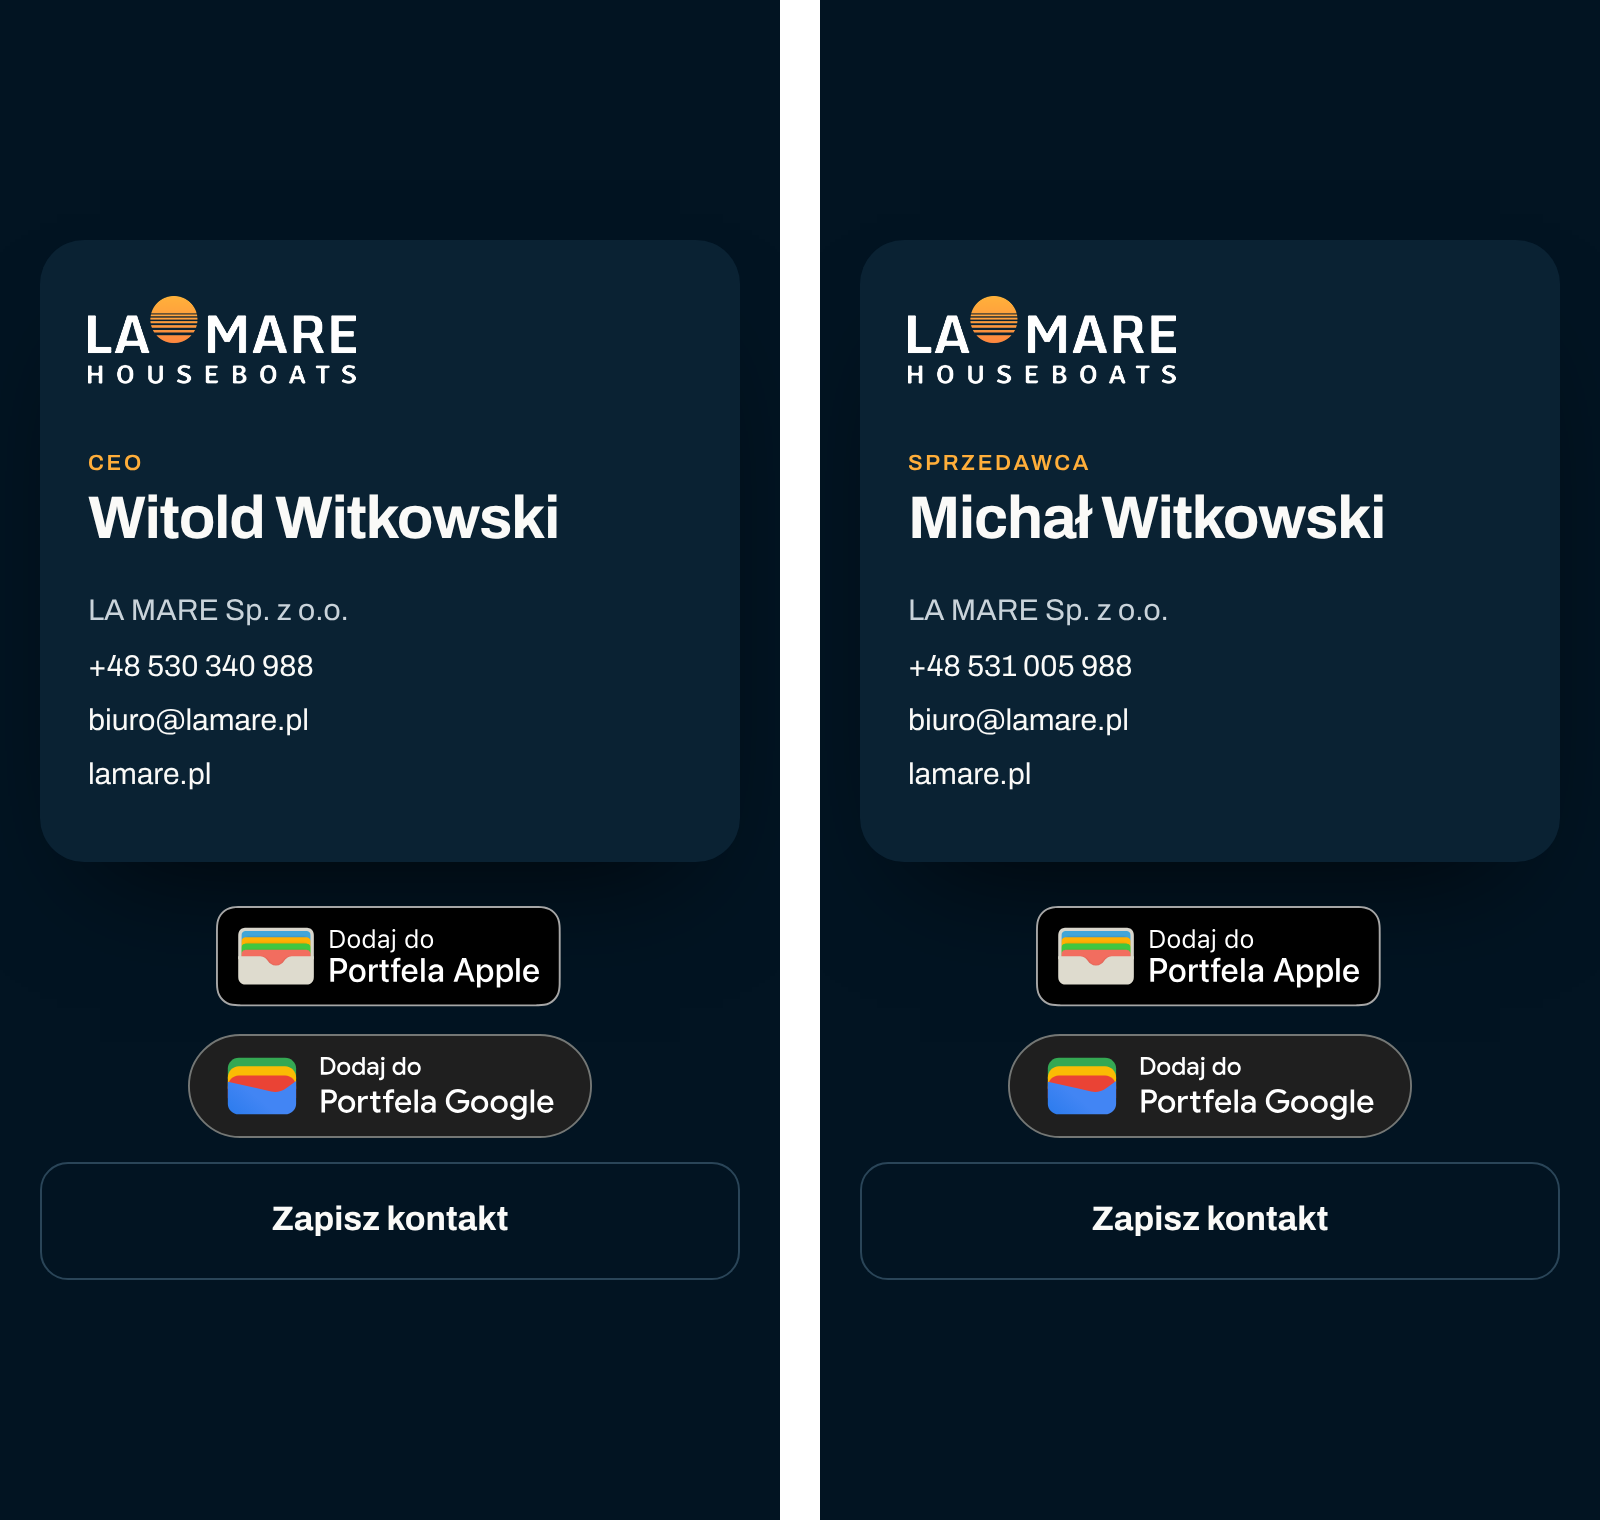 LA MARE
HOUSEBOATS
CEO
Witold Witkowski
LA MARE Sp. z o.o.
+48 530 340 988
biuro@lamare.pl
lamare.pl
Dodaj do
Portfela Apple
Dodaj do
Portfela Google
Zapisz kontakt
LA MARE
HOUSEBOATS
SPRZEDAWCA
Michał Witkowski
LA MARE Sp. z o.o.
+48 531 005 988
biuro@lamare.pl
lamare.pl
Dodaj do
Portfela Apple
Dodaj do
Portfela Google
Zapisz kontakt